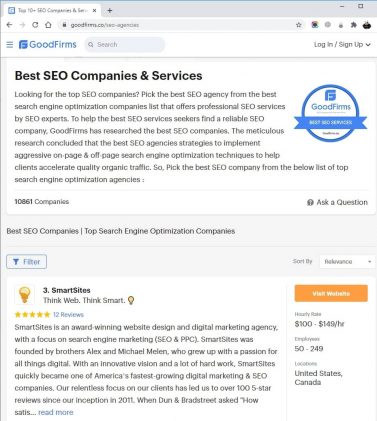 Top 10+ SEO Companies & Serv
goodfirms.co/seo-agencies
GoodFirms
Search
Log In / Sign Up
Best SEO Companies & Services
Looking for the top SEO companies? Pick the best SEO agency from the best
search engine optimization companies list that offers professional SEO services
by SEO experts. To help the best SEO services seekers find a reliable SEO
company, GoodFirms has researched the best SEO companies. The meticulous
research concluded that the best SEO agencies strategies to implement
aggressive on-page & off-page search engine optimization techniques to help
clients accelerate quality organic traffic. So, Pick the best SEO company from the below list of top
search engine optimization agencies :
GoodFirms
BEST SEO SERVICES
10861 Companies
Ask a Question
Best SEO Companies | Top Search Engine Optimization Companies
Filter
Sort By
Relevance
3. SmartSites
Think Web. Think Smart.
12 Reviews
SmartSites is an award-winning website design and digital marketing agency,
with a focus on search engine marketing (SEO & PPC). SmartSites was
founded by brothers Alex and Michael Melen, who grew up with a passion for
all things digital. With an innovative vision and a lot of hard work, SmartSites
quickly became one of America's fastest-growing digital marketing & SEO
companies. Our relentless focus on our clients has led us to over 100 5-star
reviews since our inception in 2011. When Dun & Bradstreet asked "How
satis... read more
Visit Website
Hourly Rate
$100 - $149/hr
Employees
50 - 249
Locations
United States,
Canada